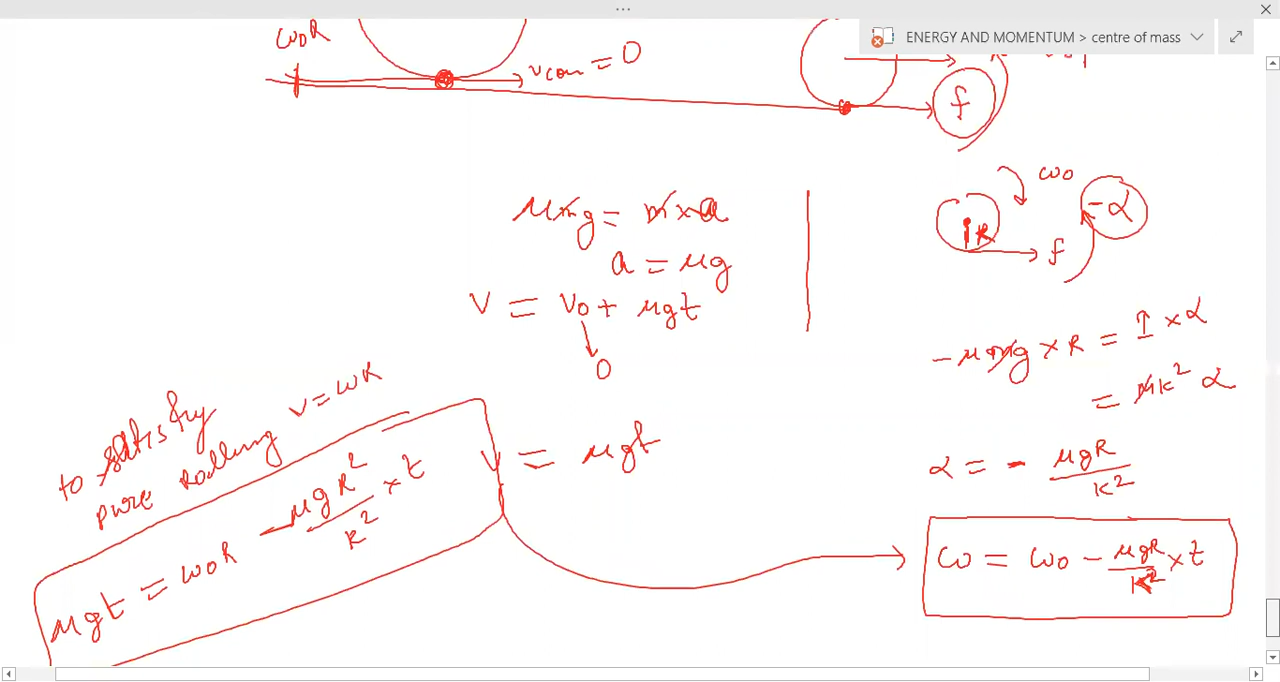 ENERGY AND MOMENTUM > centre of mass
ω₀R
v_com = 0
f
μmg = m × a
a = μg
v = v₀ + μgt
0
ω₀
-α
R
f
-μmg × R = I × α
= mk² α
α = - μgR / k²
v = μgt
ω = ω₀ - μgR / k² × t
to satisfy
pure rolling v = ωR
μgt = ω₀R - μgR² / k² × t